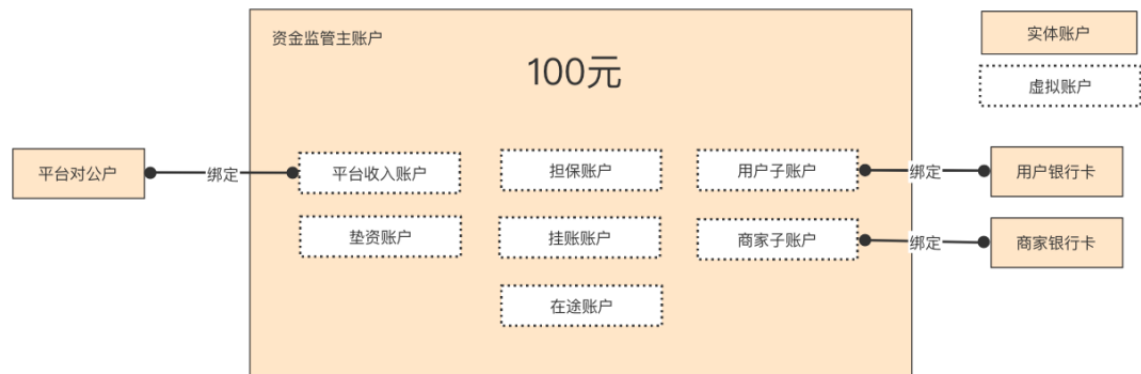 资金监管主账户
100元
实体账户
虚拟账户
平台对公户
绑定
平台收入账户
担保账户
用户子账户
绑定
用户银行卡
垫资账户
挂账账户
商家子账户
绑定
商家银行卡
在途账户